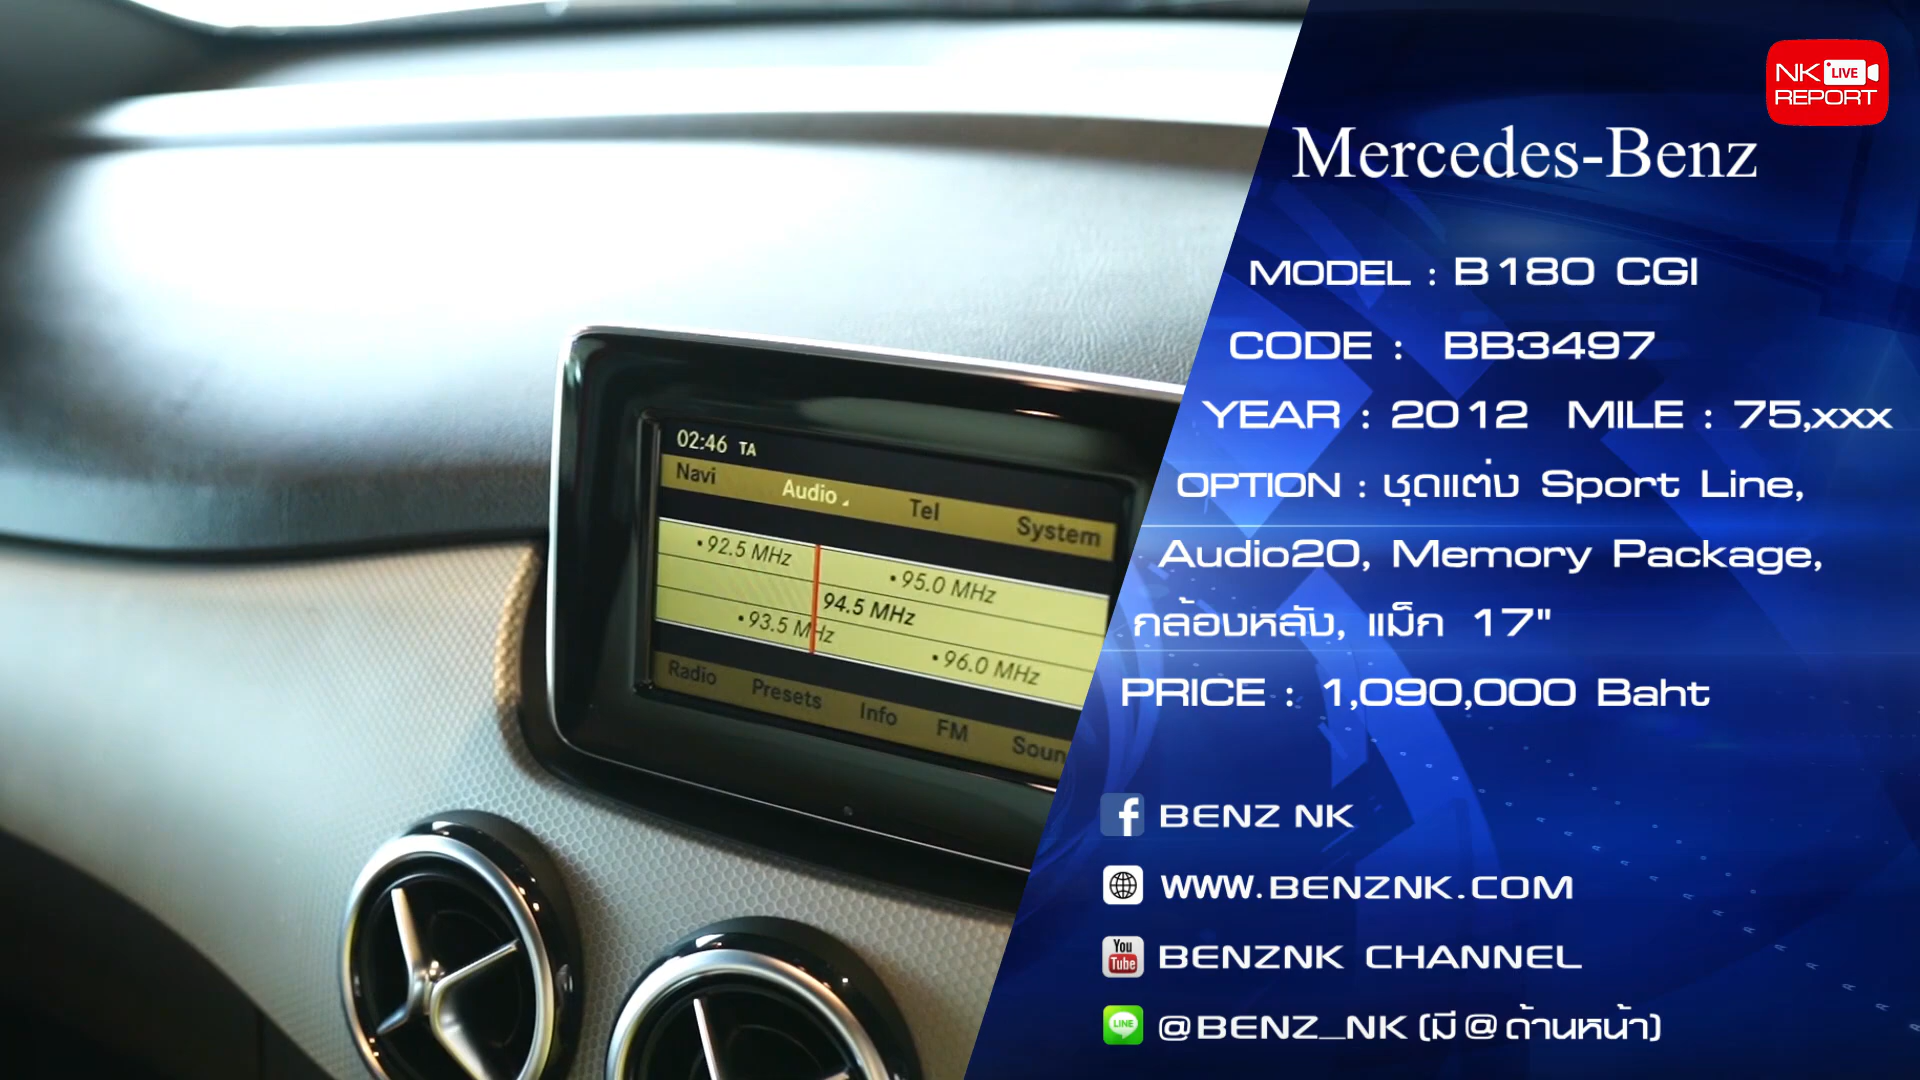 NK LIVE
REPORT
Mercedes-Benz
MODEL : B180 CGI
CODE : BB3497
YEAR : 2012 MILE : 75,xxx
OPTION : ชุดแต่ง Sport Line,
Audio20, Memory Package,
กล้องหลัง, แม็ก 17"
PRICE : 1,090,000 Baht
f BENZ NK
WWW.BENZNK.COM
You Tube BENZNK CHANNEL
LINE @BENZ_NK (มี @ ด้านหน้า)
02:46 TA
Navi Audio Tel System
92.5 MHz 95.0 MHz
94.5 MHz
93.5 MHz 96.0 MHz
Radio Presets Info FM Soun